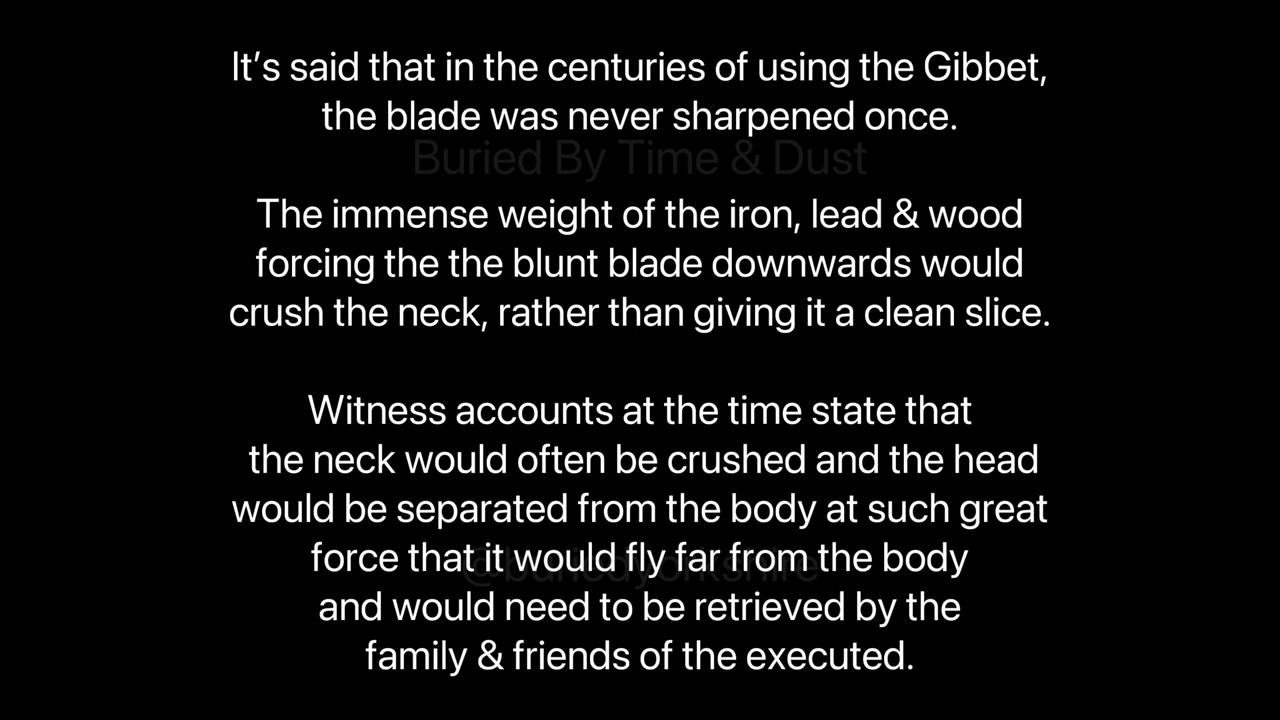 It’s said that in the centuries of using the Gibbet,
the blade was never sharpened once.
Buried By Time & Dust
The immense weight of the iron, lead & wood
forcing the the blunt blade downwards would
crush the neck, rather than giving it a clean slice.
Witness accounts at the time state that
the neck would often be crushed and the head
would be separated from the body at such great
force that it would fly far from the body
@buriedyorkshire
and would need to be retrieved by the
family & friends of the executed.